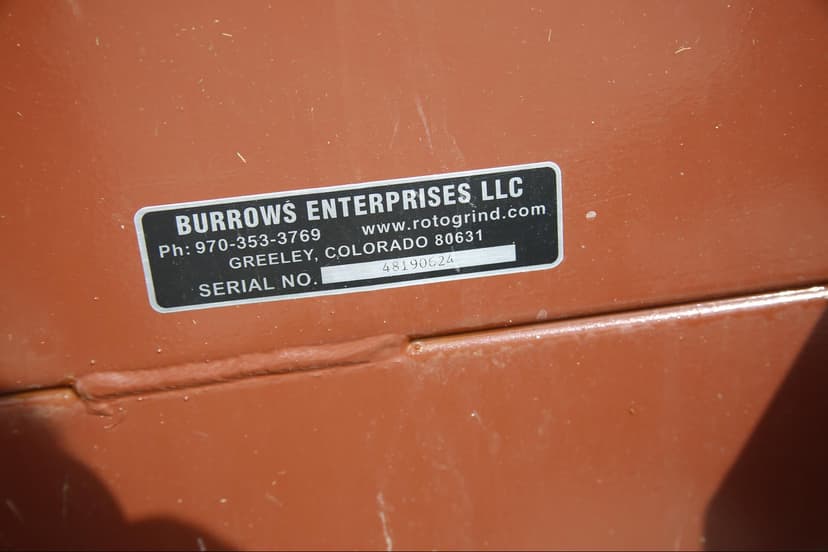 BURROWS ENTERPRISES LLC
Ph: 970-353-3769 www.rotogrind.com
GREELEY, COLORADO 80631
SERIAL NO. 48190624